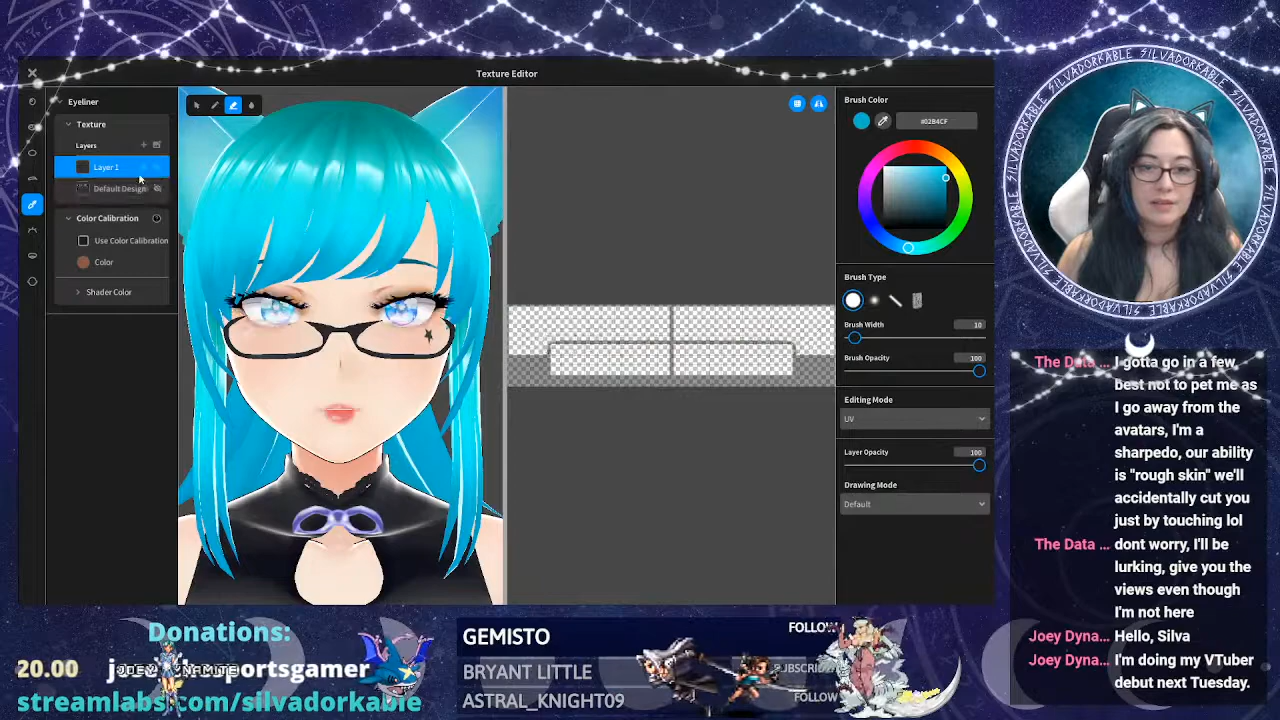 Texture Editor
Eyeliner
Texture
Layers
Layer 1
Default Design
Color Calibration
Use Color Calibration
Color
Shader Color
Brush Color
#02B4CF
Brush Type
Brush Width
10
Brush Opacity
100
Editing Mode
UV
Layer Opacity
100
Drawing Mode
Default
SILVADORKABLE
The Data ... I gotta go in a few
best not to pet me as
I go away from the
avatars, I'm a
sharpedo, our ability
is "rough skin" we'll
accidentally cut you
just by touching lol
The Data ... dont worry, I'll be
lurking, give you the
views even though
I'm not here
Joey Dyna... Hello, Silva
Joey Dyna... I'm doing my VTuber
debut next Tuesday.
Donations:
20.00
JOEY DYNAMITE
streamlabs.com/silvadorkable
GEMISTO
FOLLOW
BRYANT LITTLE
ASTRAL_KNIGHT09
FOLLOW